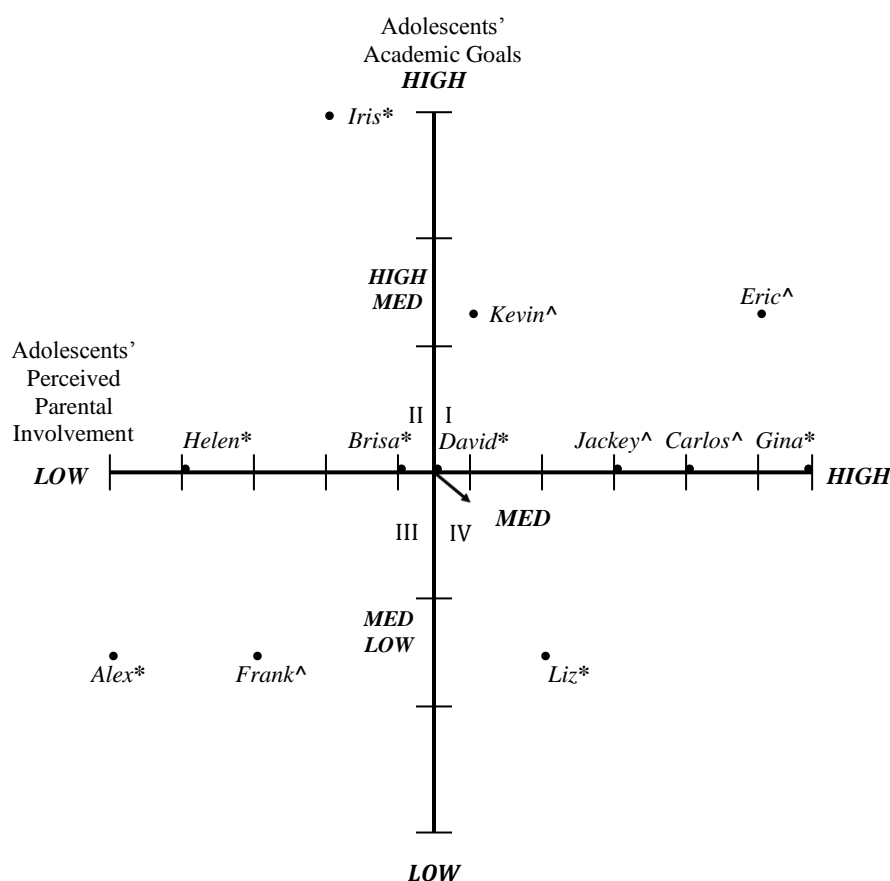 Adolescents’
Academic Goals
HIGH
Iris*
HIGH
MED
Kevin^
Eric^
Adolescents’
Perceived
Parental
Involvement
II I
Helen* Brisa* David* Jackey^ Carlos^ Gina*
LOW
HIGH
MED
III IV
MED
LOW
Alex* Frank^ Liz*
LOW